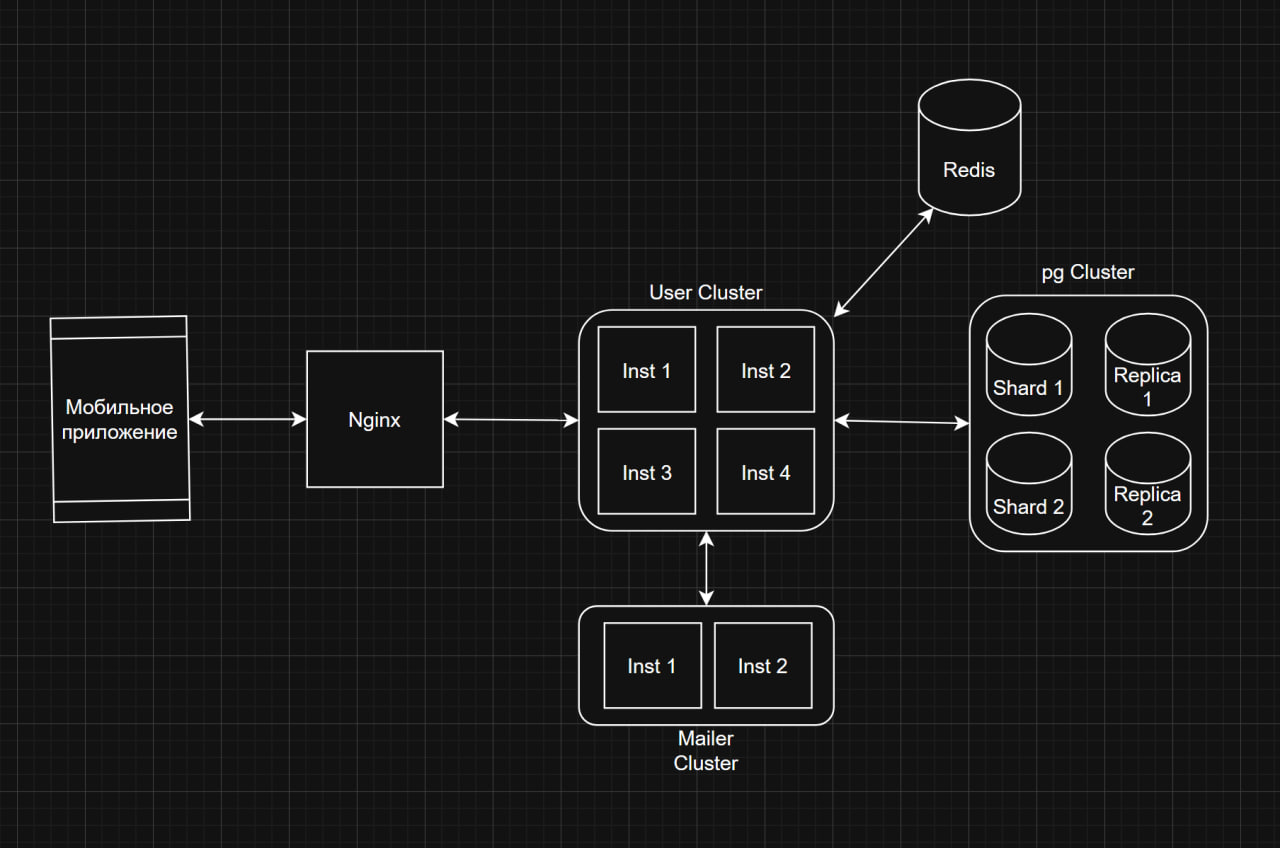 Redis
pg Cluster
User Cluster
Shard 1
Replica
1
Shard 2
Replica
2
Inst 1
Inst 2
Inst 3
Inst 4
Мобильное
приложение
Nginx
Inst 1
Inst 2
Mailer
Cluster